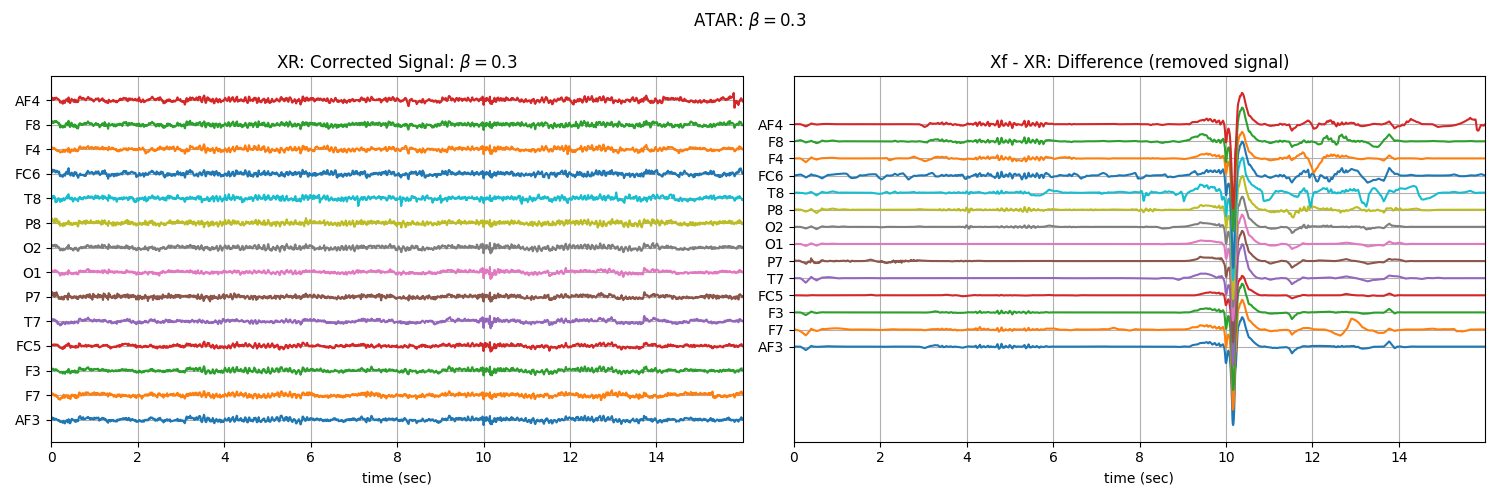 ATAR: β = 0.3
XR: Corrected Signal: β = 0.3
AF4
F8
F4
FC6
T8
P8
O2
O1
P7
T7
FC5
F3
F7
AF3
0 2 4 6 8 10 12 14
time (sec)
Xf - XR: Difference (removed signal)
AF4
F8
F4
FC6
T8
P8
O2
O1
P7
T7
FC5
F3
F7
AF3
0 2 4 6 8 10 12 14
time (sec)